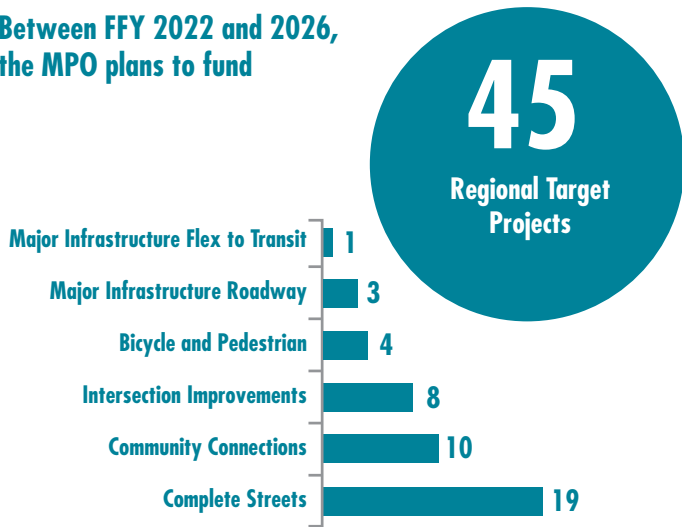 Between FFY 2022 and 2026,
the MPO plans to fund
45
Regional Target
Projects
Major Infrastructure Flex to Transit 1
Major Infrastructure Roadway 3
Bicycle and Pedestrian 4
Intersection Improvements 8
Community Connections 10
Complete Streets 19